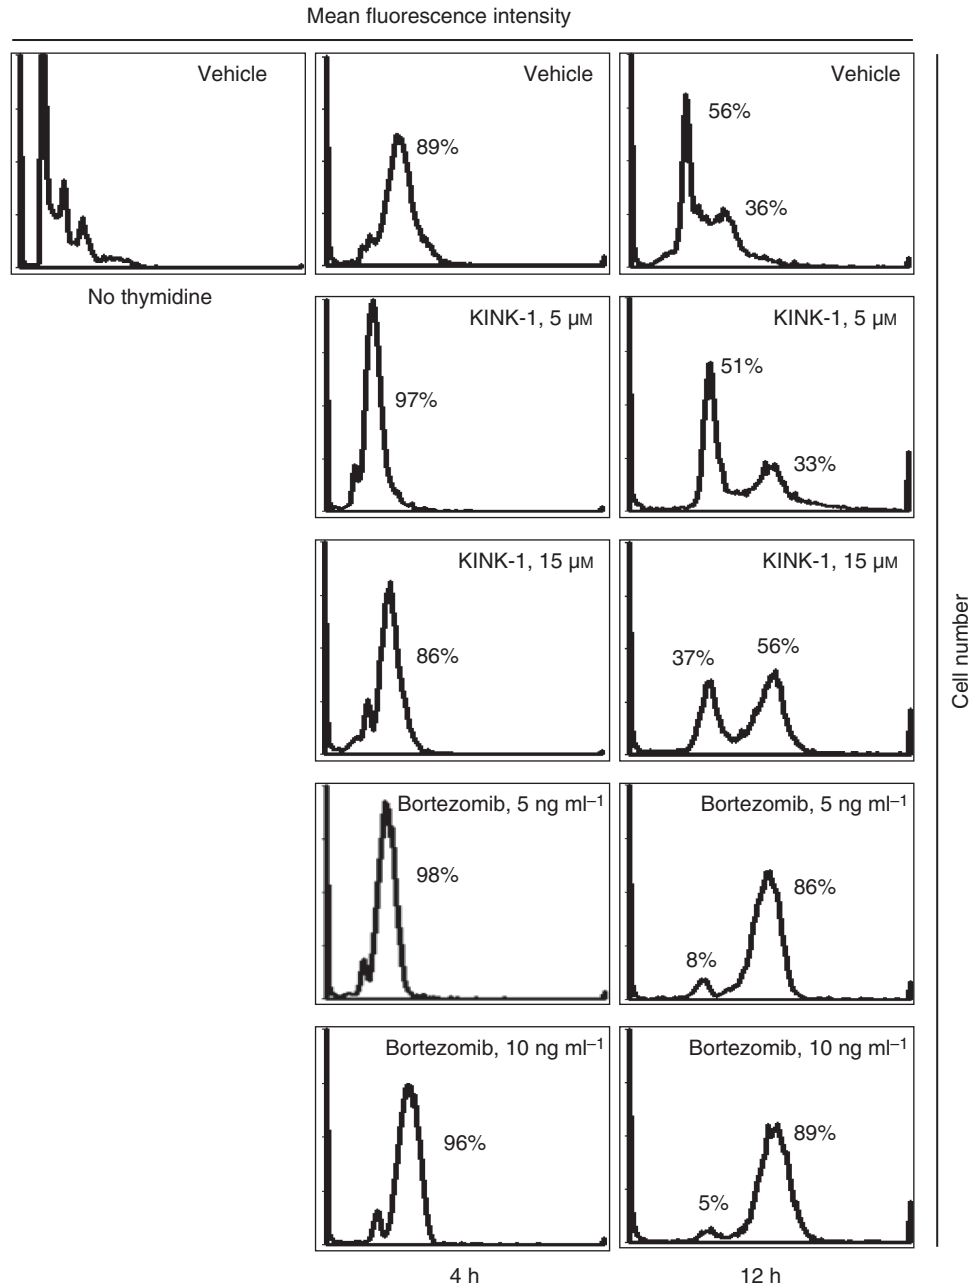 Mean fluorescence intensity
Vehicle
Vehicle
Vehicle
89%
56%
36%
No thymidine
KINK-1, 5 µM
KINK-1, 5 µM
97%
51%
33%
KINK-1, 15 µM
KINK-1, 15 µM
86%
37%
56%
Bortezomib, 5 ng ml–1
Bortezomib, 5 ng ml–1
98%
86%
8%
Bortezomib, 10 ng ml–1
Bortezomib, 10 ng ml–1
96%
89%
5%
4 h
12 h
Cell number